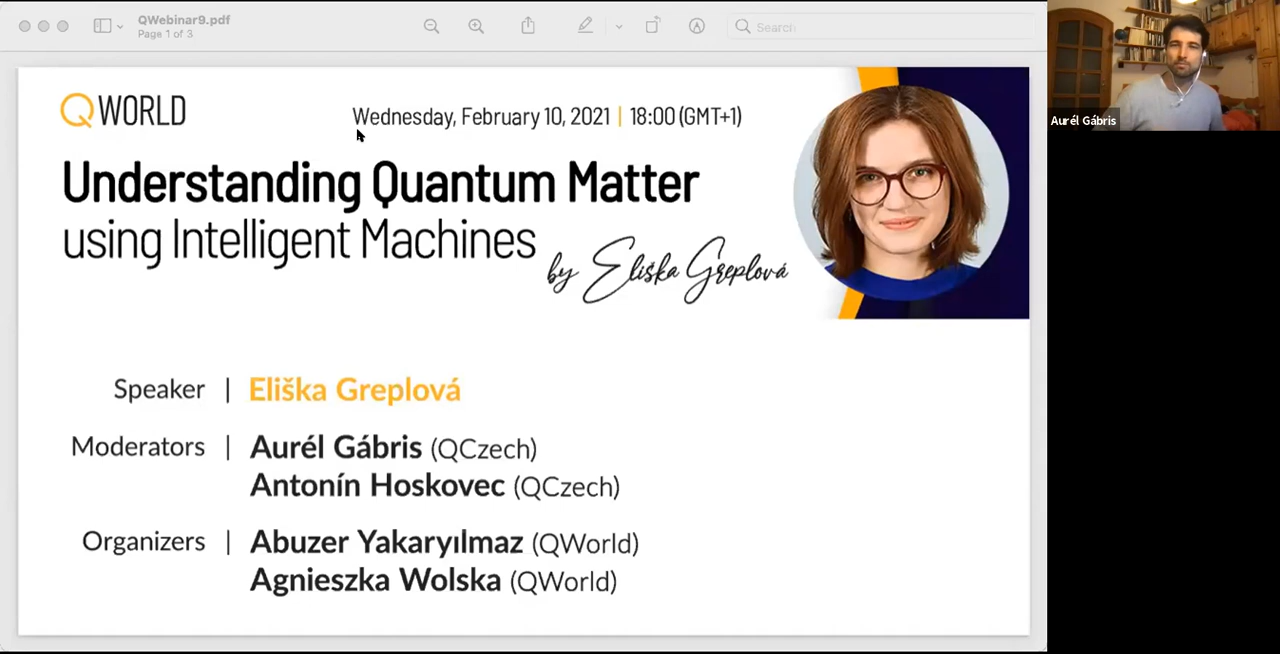 QWebinar9.pdf
Page 1 of 3
Search
QWORLD
Wednesday, February 10, 2021 | 18:00 (GMT+1)
Understanding Quantum Matter
using Intelligent Machines
by Eliška Greplová
Speaker | Eliška Greplová
Moderators | Aurél Gábris (QCzech)
Antonín Hoskovec (QCzech)
Organizers | Abuzer Yakaryılmaz (QWorld)
Agnieszka Wolska (QWorld)
Aurél Gábris